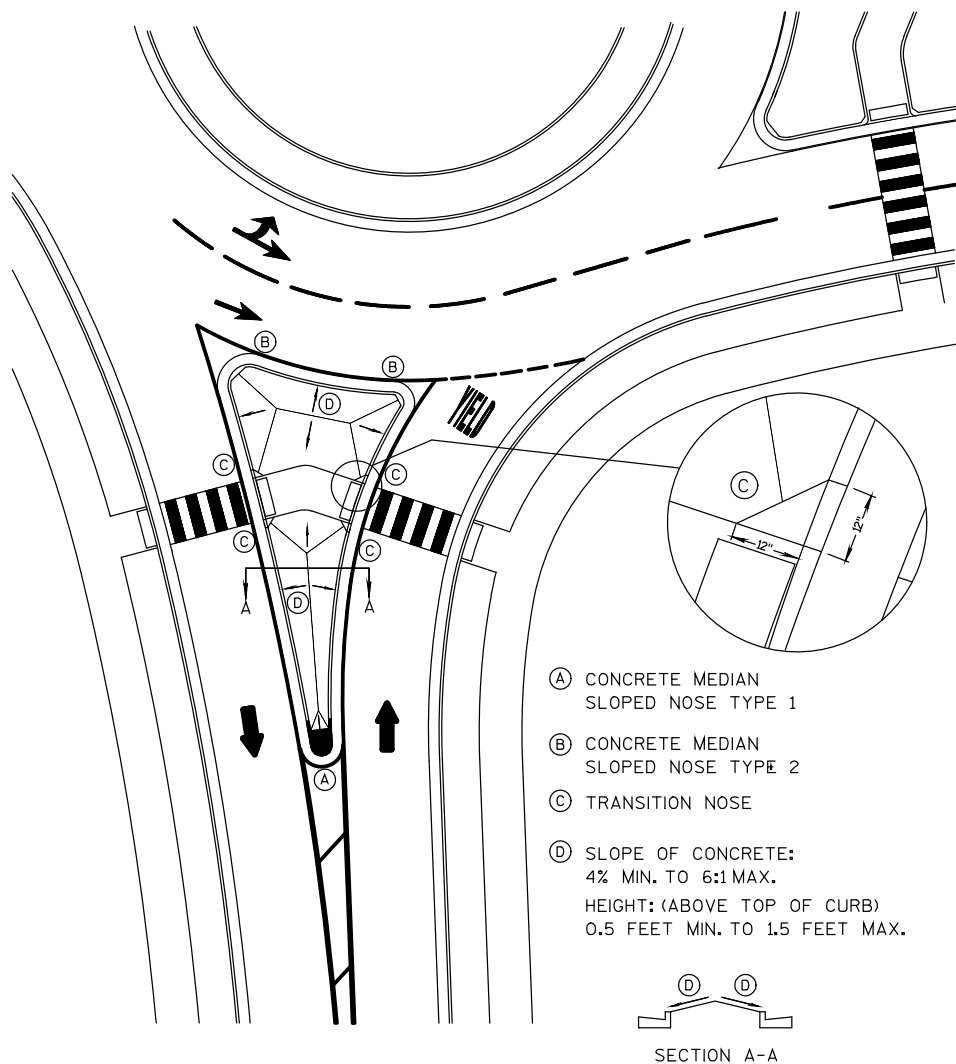 B
B
D
YIELD
C
C
C
12"
12"
C
C
D
A
A
A
A CONCRETE MEDIAN
SLOPED NOSE TYPE 1
B CONCRETE MEDIAN
SLOPED NOSE TYPE 2
C TRANSITION NOSE
D SLOPE OF CONCRETE:
4% MIN. TO 6:1 MAX.
HEIGHT: (ABOVE TOP OF CURB)
0.5 FEET MIN. TO 1.5 FEET MAX.
D D
SECTION A-A